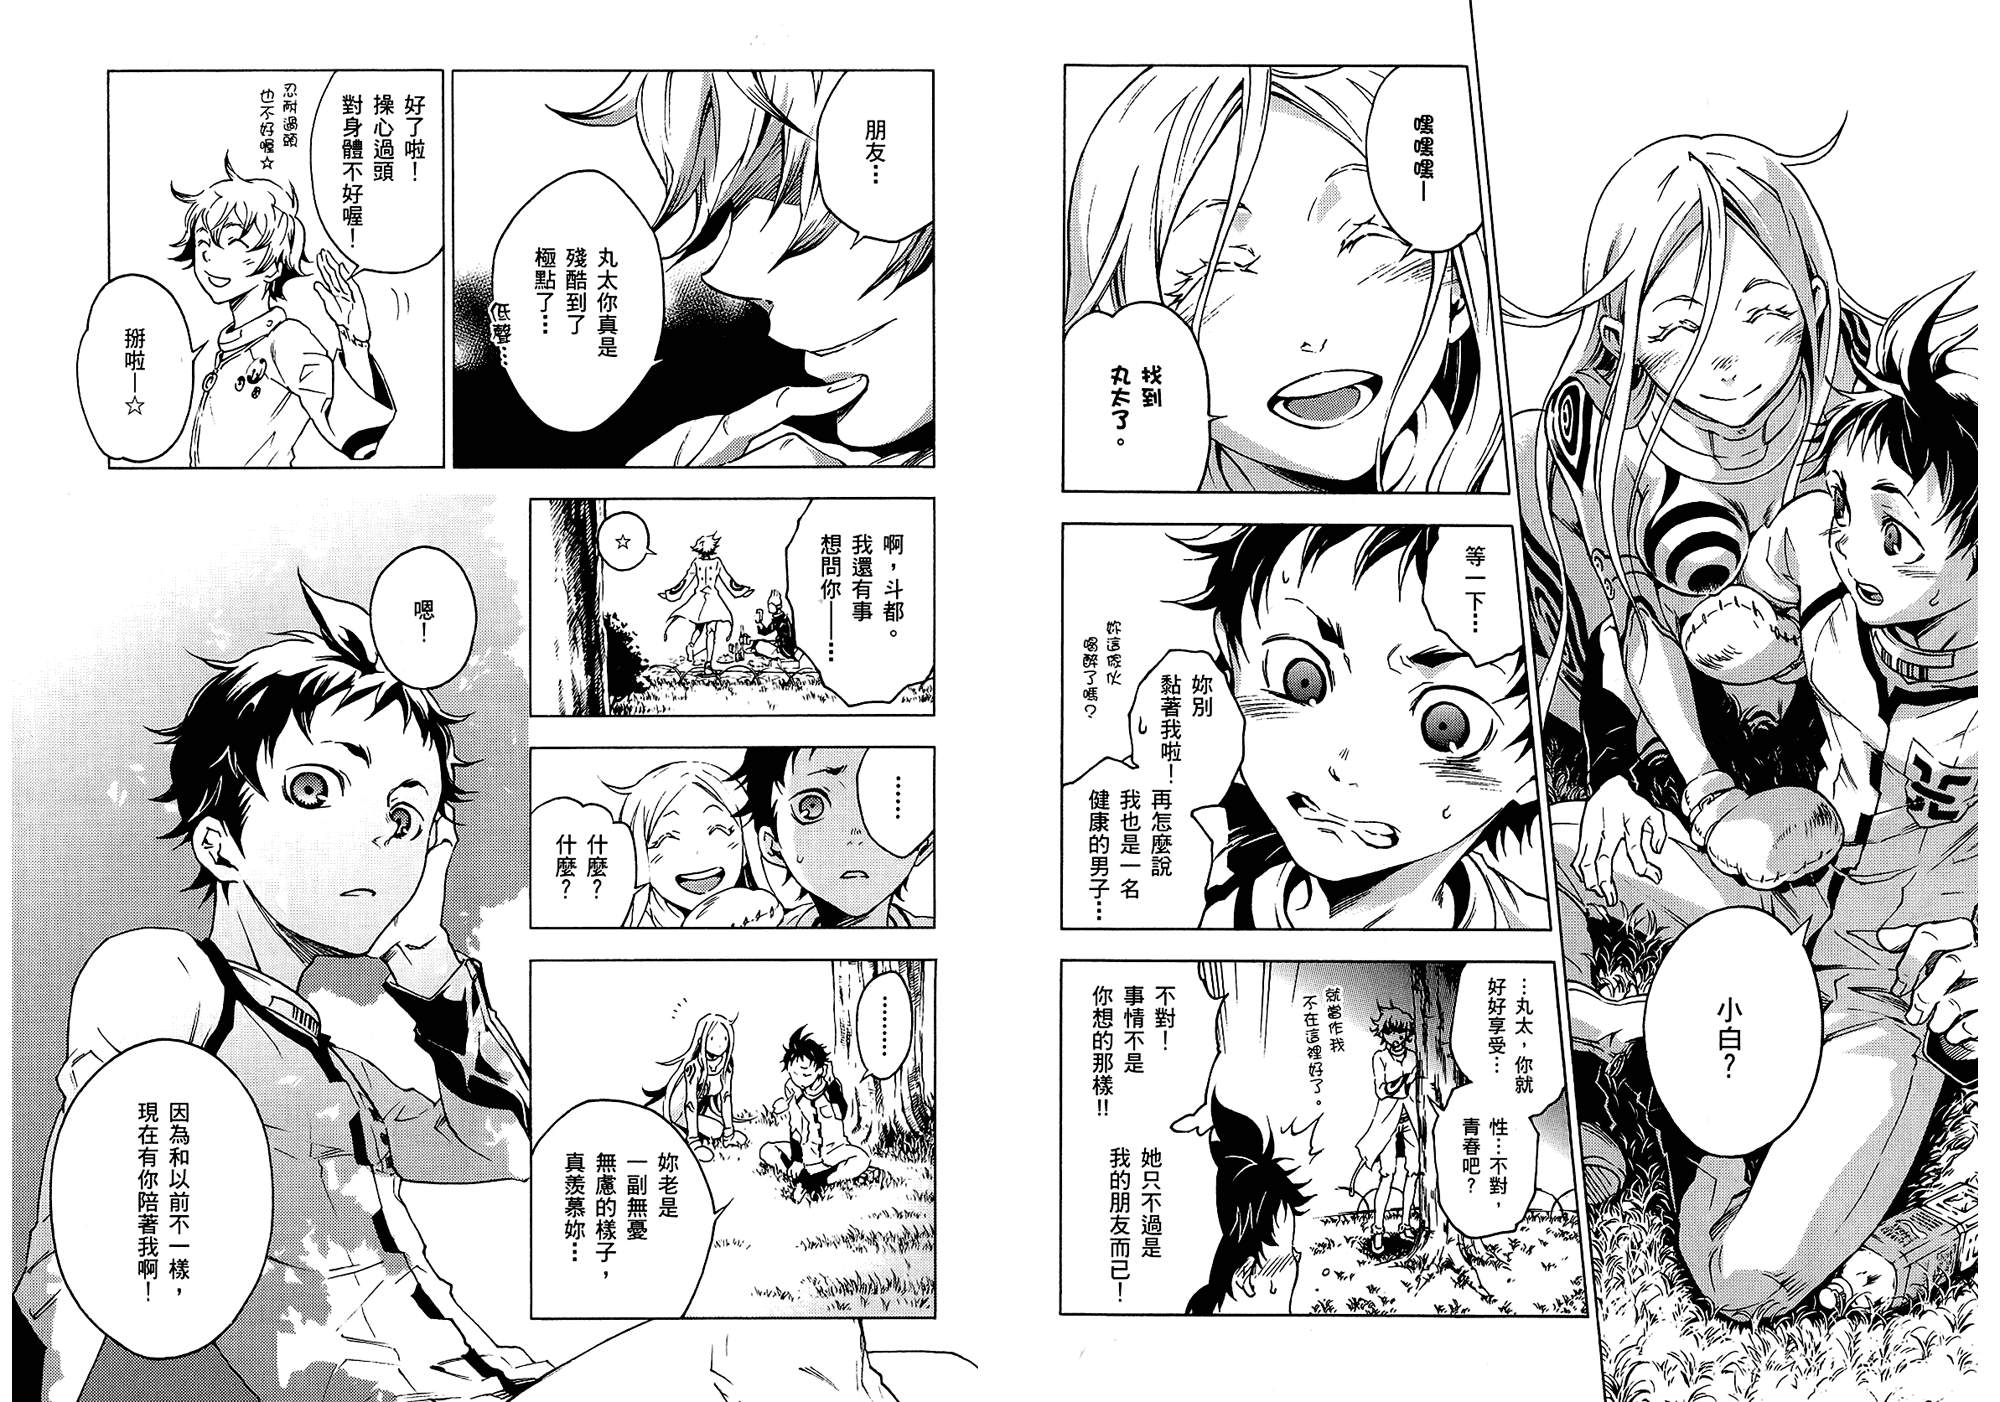 小白？
嘿嘿嘿—
找到
丸太了。
等一下…
妳別
黏著我啦！
再怎麼說
我也是一名
健康的男子…
妳這傢伙
喝醉了嗎？
…丸太，你就
好好享受…
性…不對，
青春吧？
就當作我
不在這裡好了。
不對！
事情不是
你想的那樣!!
她只不過是
我的朋友而已！
朋友…
丸太你真是
殘酷到了
極點了…
低聲…
好了啦！
操心過頭
對身體不好喔！
忍耐過頭
也不好喔☆
掰啦—☆
啊，斗都。
我還有事
想問你——
☆
……
什麼？
什麼？
………
妳老是
一副無憂
無慮的樣子，
真羨慕妳…
嗯！
因為和以前不一樣，
現在有你陪著我啊！